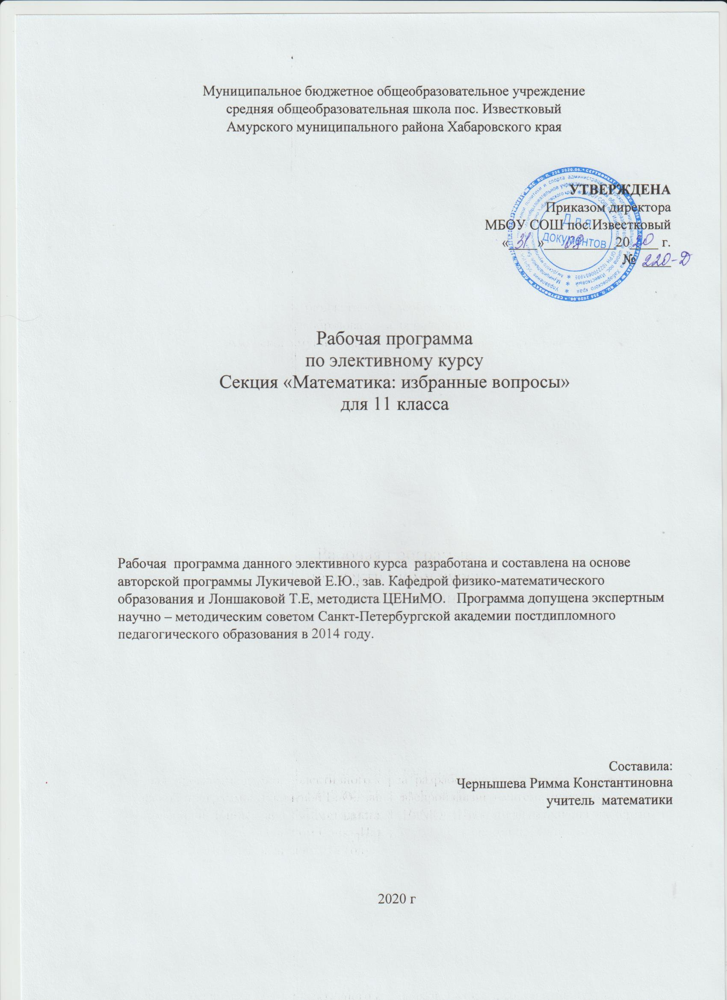 Муниципальное бюджетное общеобразовательное учреждение
средняя общеобразовательная школа пос. Известковый
Амурского муниципального района Хабаровского края
УТВЕРЖДЕНА
Приказом директора
МБОУ СОШ пос.Известковый
« 31 » 08 2020 г.
№ 220-Д
Для
документов
Рабочая программа
по элективному курсу
Секция «Математика: избранные вопросы»
для 11 класса
Рабочая  программа данного элективного курса  разработана и составлена на основе
авторской программы Лукичевой Е.Ю., зав. Кафедрой физико-математического
образования и Лоншаковой Т.Е, методиста ЦЕНиМО.   Программа допущена экспертным
научно – методическим советом Санкт-Петербургской академии постдипломного
педагогического образования в 2014 году.
Составила:
Чернышева Римма Константиновна
учитель  математики
2020 г